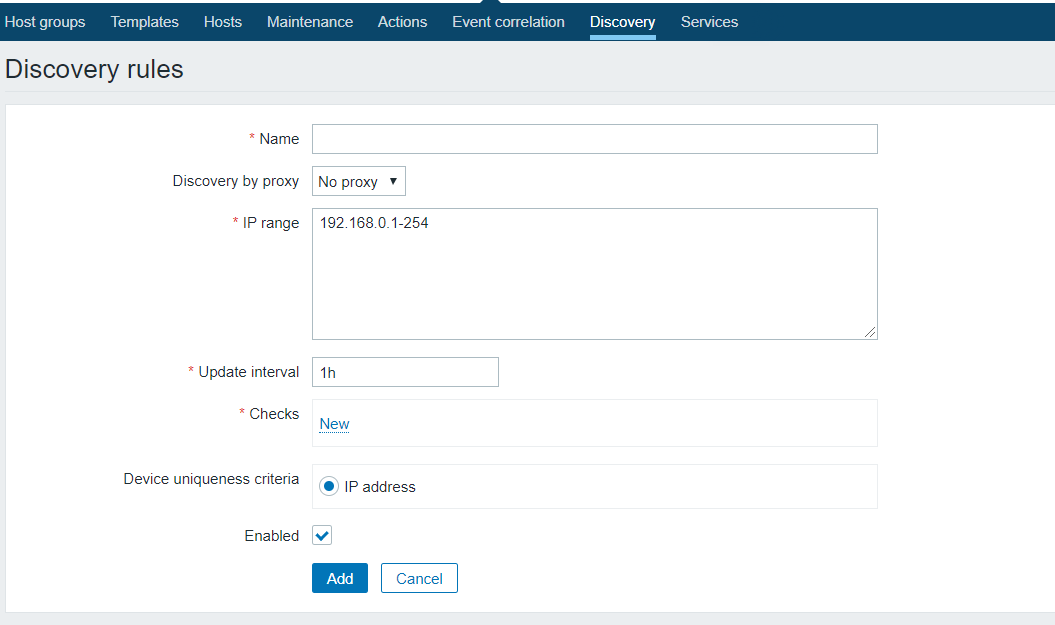 Host groups Templates Hosts Maintenance Actions Event correlation Discovery Services
Discovery rules
* Name
Discovery by proxy No proxy ▼
* IP range 192.168.0.1-254
* Update interval 1h
* Checks
New
Device uniqueness criteria
IP address
Enabled
Add Cancel